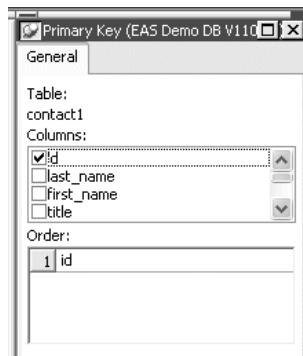 Primary Key (EAS Demo DB V110
General
Table:
contact1
Columns:
id
last_name
first_name
title
Order:
1 id